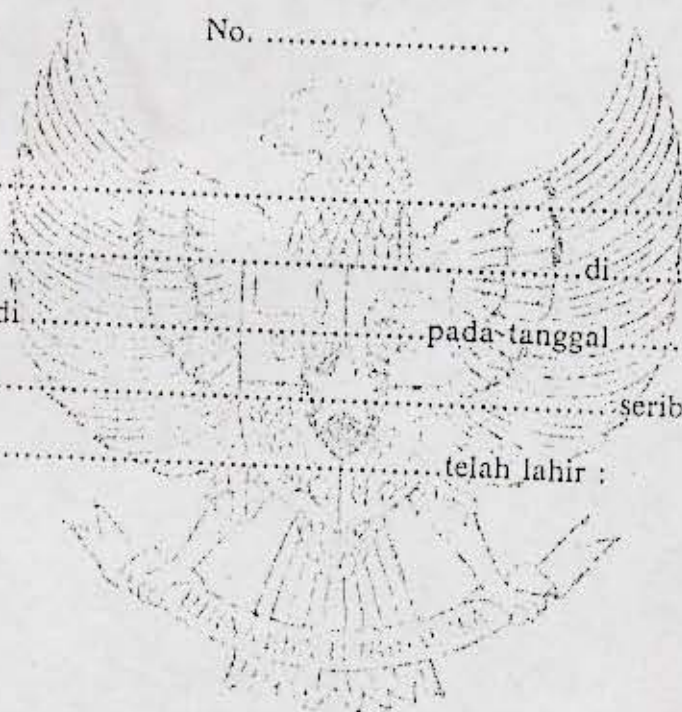 No. ......................
..................................................................
...................................................... di.......
di ...................................... pada tanggal ......
...................................................... serib
........................................ telah lahir :